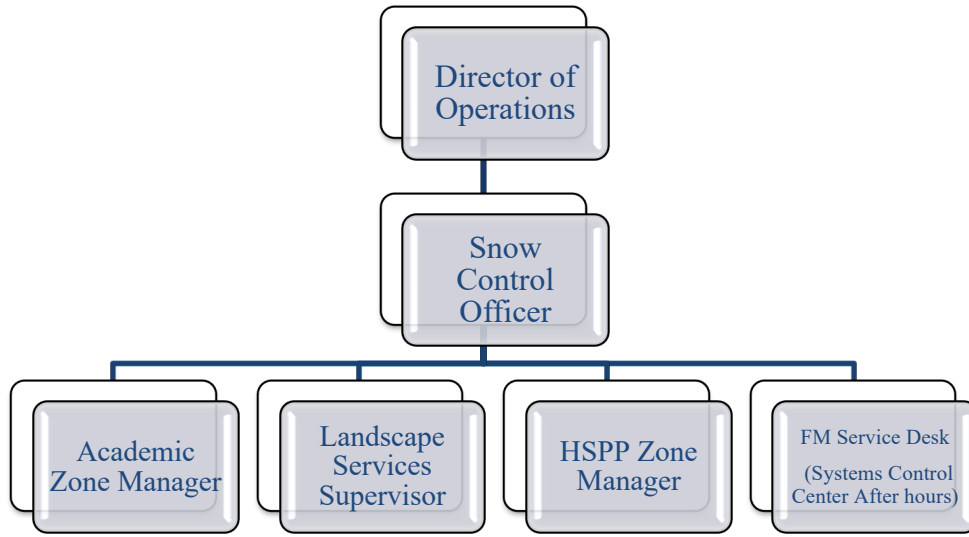 Director of
Operations
Snow
Control
Officer
Academic
Zone Manager
Landscape
Services
Supervisor
HSPP Zone
Manager
FM Service Desk
(Systems Control
Center After hours)